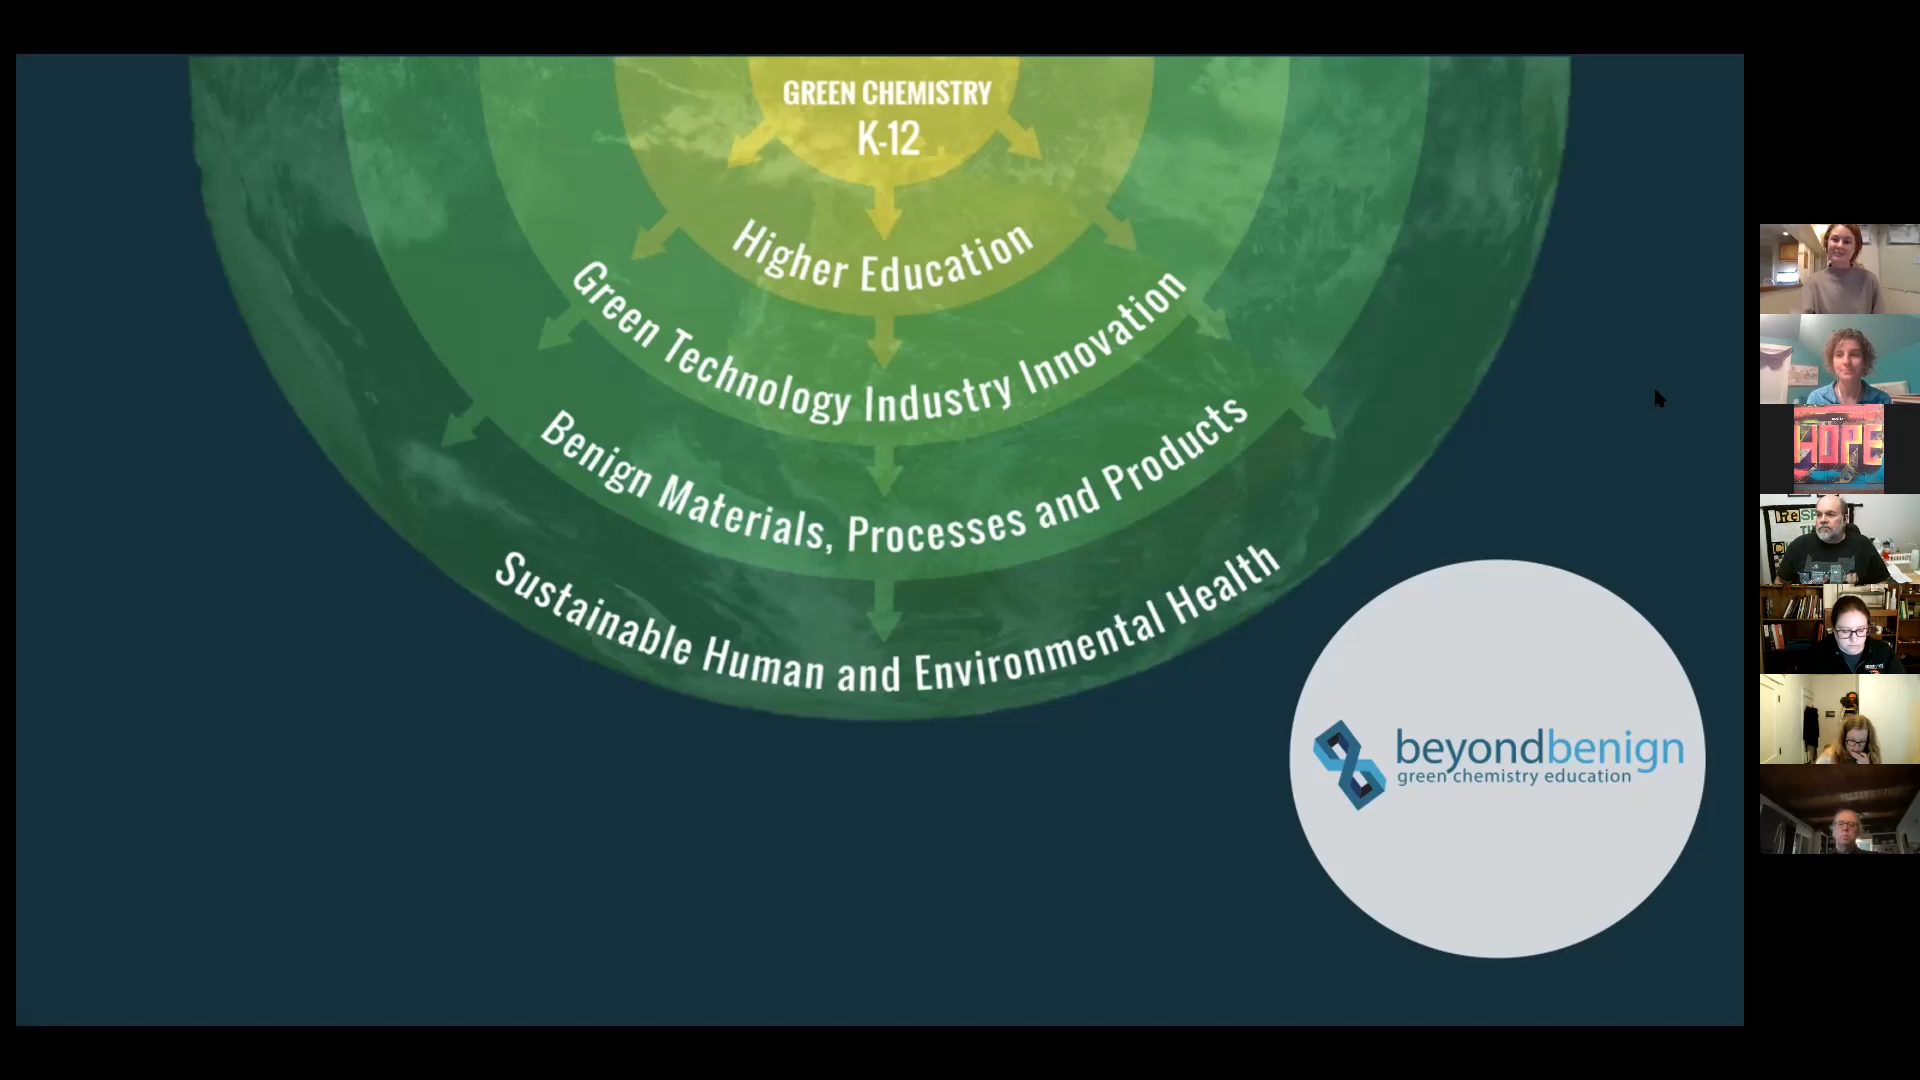 GREEN CHEMISTRY
K-12
Higher Education
Green Technology Industry Innovation
Benign Materials, Processes and Products
Sustainable Human and Environmental Health
beyondbenign
green chemistry education
HOPE